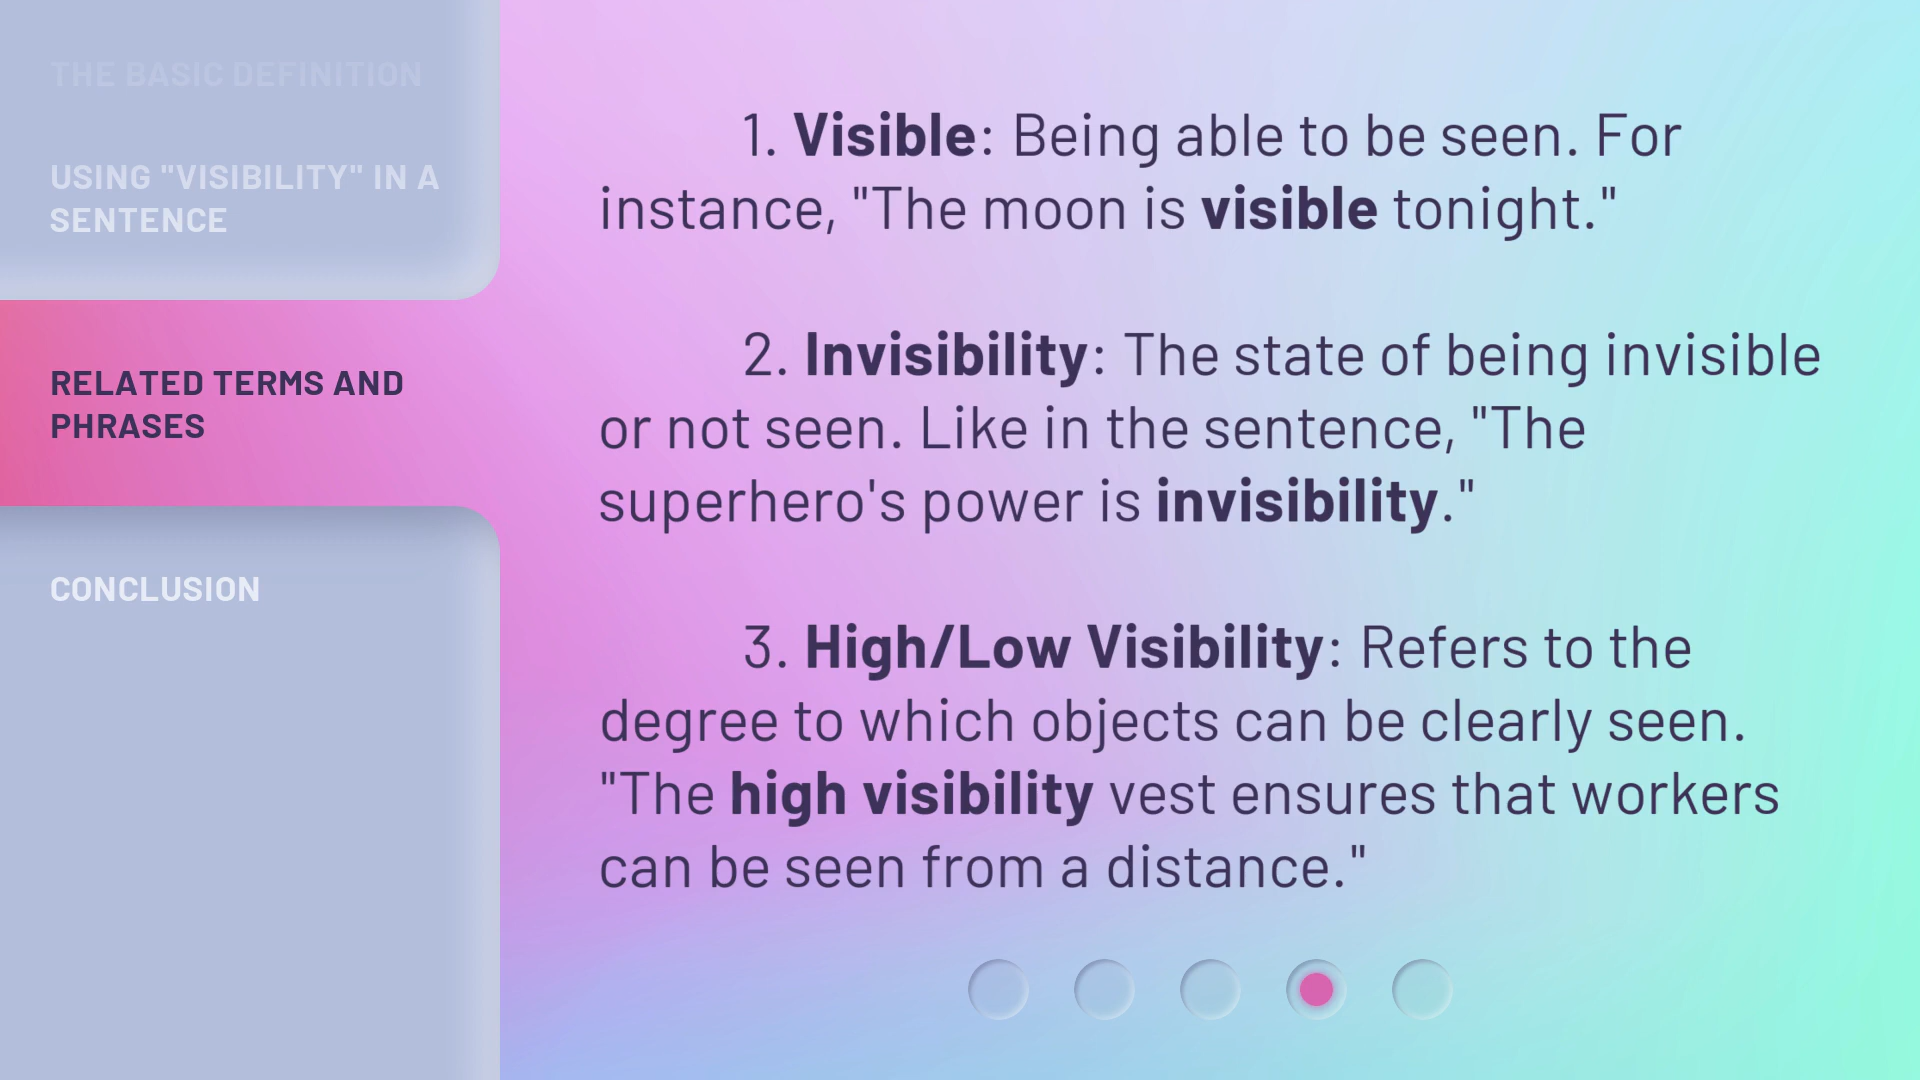 THE BASIC DEFINITION
USING "VISIBILITY" IN A
SENTENCE
RELATED TERMS AND
PHRASES
CONCLUSION
1. Visible: Being able to be seen. For
instance, "The moon is visible tonight."
2. Invisibility: The state of being invisible
or not seen. Like in the sentence, "The
superhero's power is invisibility."
3. High/Low Visibility: Refers to the
degree to which objects can be clearly seen.
"The high visibility vest ensures that workers
can be seen from a distance."